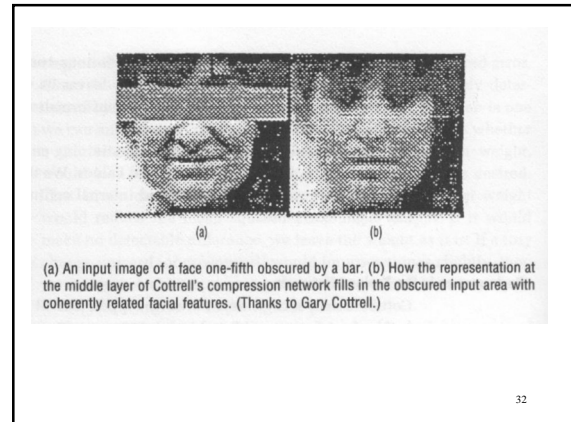 (a) (b)
(a) An input image of a face one-fifth obscured by a bar. (b) How the representation at
the middle layer of Cottrell's compression network fills in the obscured input area with
coherently related facial features. (Thanks to Gary Cottrell.)
32